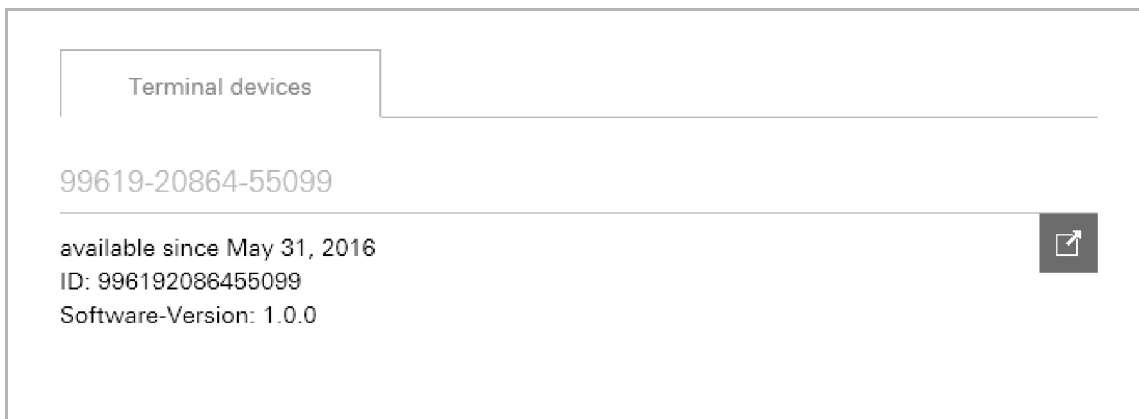 Terminal devices
99619-20864-55099
available since May 31, 2016
ID: 996192086455099
Software-Version: 1.0.0